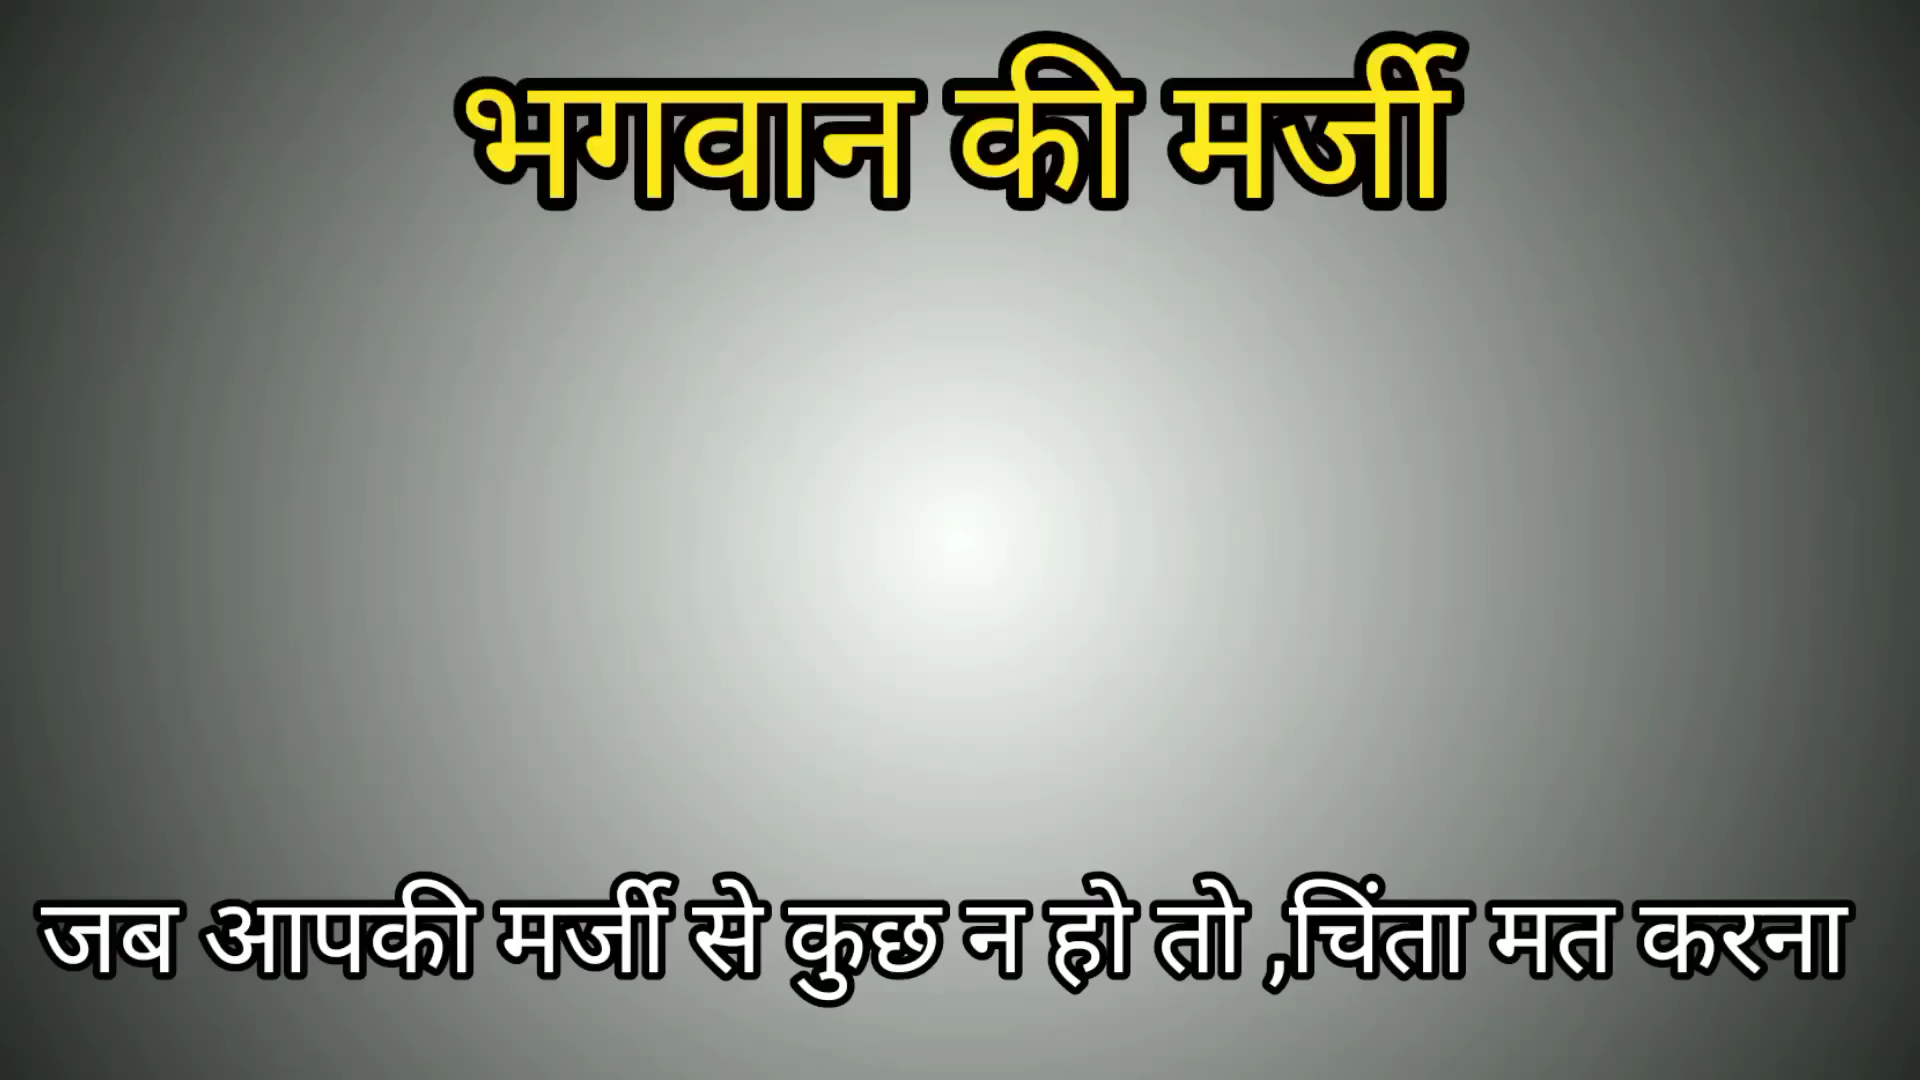 भगवान की मर्जी
जब आपकी मर्जी से कुछ न हो तो ,चिंता मत करना